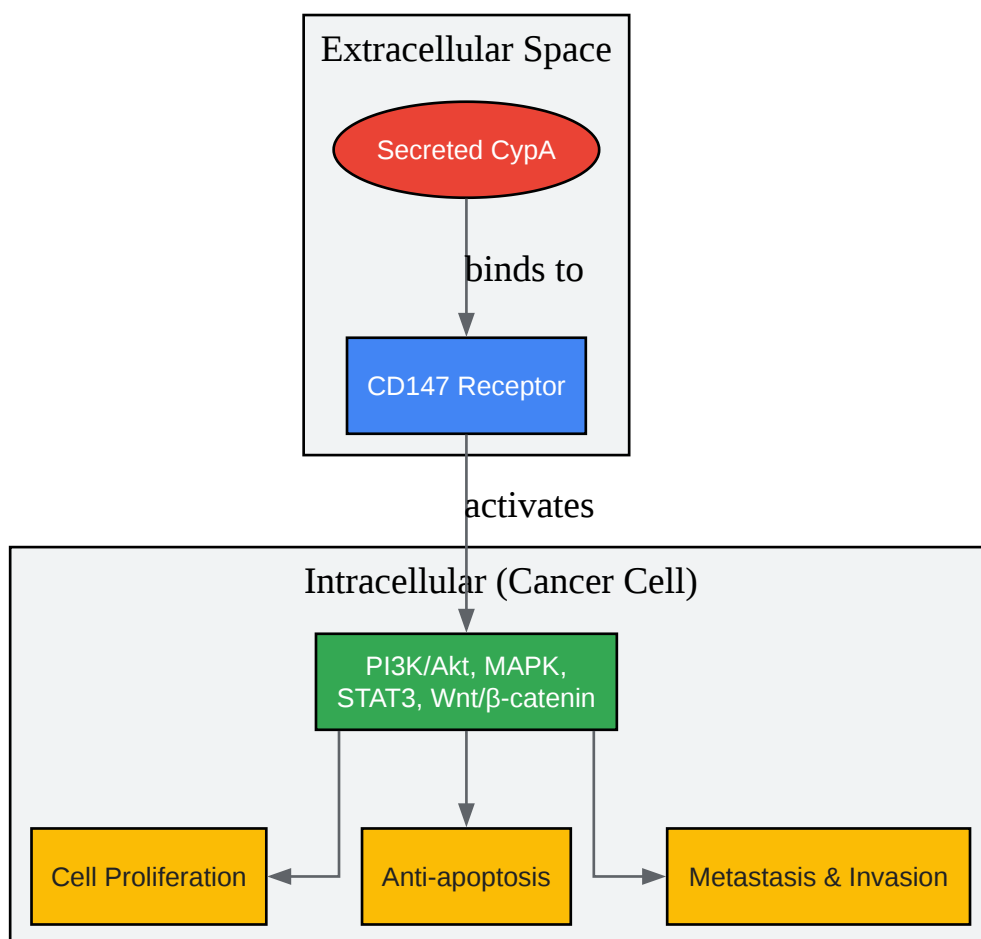 Extracellular Space
Secreted CypA
binds to
CD147 Receptor
activates
Intracellular (Cancer Cell)
PI3K/Akt, MAPK,
STAT3, Wnt/β-catenin
Cell Proliferation
Anti-apoptosis
Metastasis & Invasion